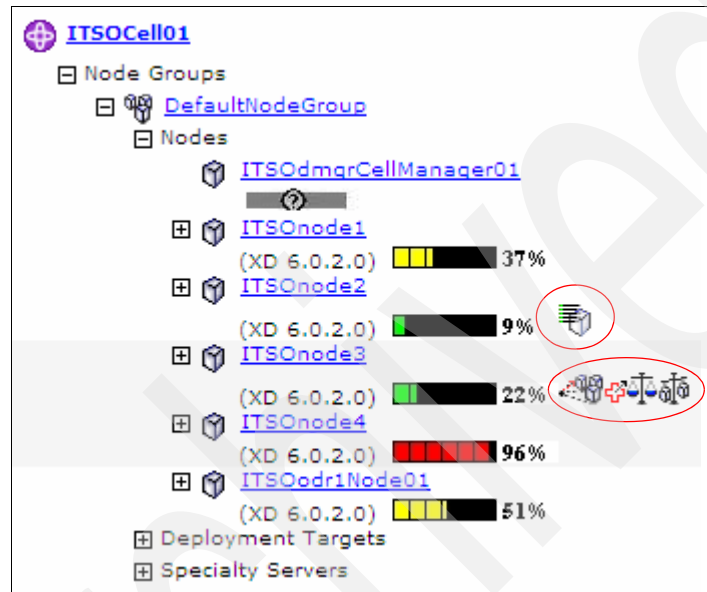 ITSOCell01
Node Groups
DefaultNodeGroup
Nodes
ITSOdmgrCellManager01
?
ITSOnode1
(XD 6.0.2.0) 37%
ITSOnode2
(XD 6.0.2.0) 9%
ITSOnode3
(XD 6.0.2.0) 22%
ITSOnode4
(XD 6.0.2.0) 96%
ITSOodr1Node01
(XD 6.0.2.0) 51%
Deployment Targets
Specialty Servers